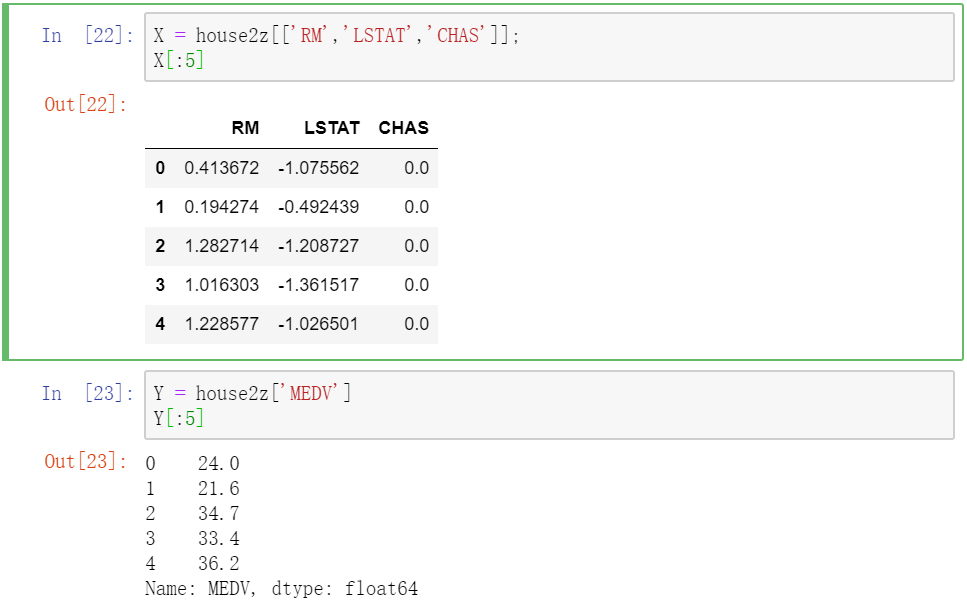 In [22]: X = house2z[['RM','LSTAT','CHAS']];
X[:5]
Out[22]:
RM LSTAT CHAS
0 0.413672 -1.075562 0.0
1 0.194274 -0.492439 0.0
2 1.282714 -1.208727 0.0
3 1.016303 -1.361517 0.0
4 1.228577 -1.026501 0.0
In [23]: Y = house2z['MEDV']
Y[:5]
Out[23]: 0 24.0
1 21.6
2 34.7
3 33.4
4 36.2
Name: MEDV, dtype: float64